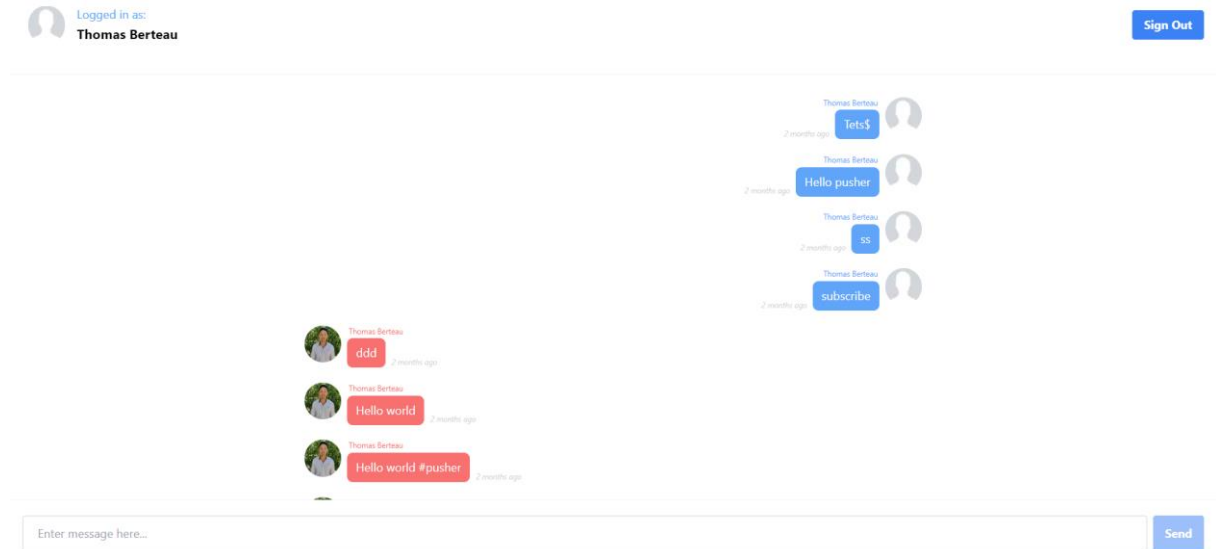 Logged in as:
Thomas Berteau
Sign Out
Thomas Berteau
2 months ago Tets$
Thomas Berteau
2 months ago Hello pusher
Thomas Berteau
2 months ago ss
Thomas Berteau
2 months ago subscribe
Thomas Berteau
ddd 2 months ago
Thomas Berteau
Hello world 2 months ago
Thomas Berteau
Hello world #pusher 2 months ago
Enter message here...
Send